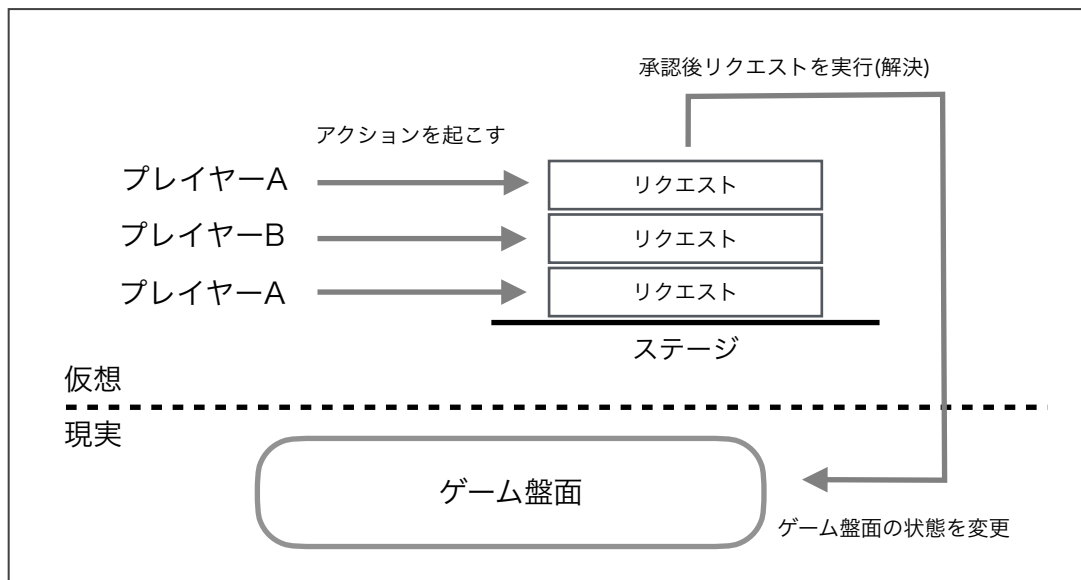 承認後リクエストを実行(解決)
アクションを起こす
プレイヤーA
リクエスト
プレイヤーB
リクエスト
プレイヤーA
リクエスト
ステージ
仮想
現実
ゲーム盤面
ゲーム盤面の状態を変更